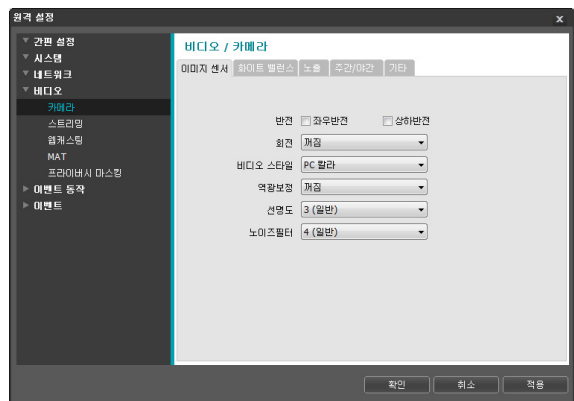 원격 설정
x
간편 설정
시스템
네트워크
비디오
카메라
스트리밍
웹캐스팅
MAT
프라이버시 마스킹
이벤트 동작
이벤트
비디오 / 카메라
이미지 센서 화이트 밸런스 노출 주간/야간 기타
반전 좌우반전 상하반전
회전 꺼짐
비디오 스타일 PC 칼라
역광보정 꺼짐
선명도 3 (일반)
노이즈필터 4 (일반)
확인 취소 적용